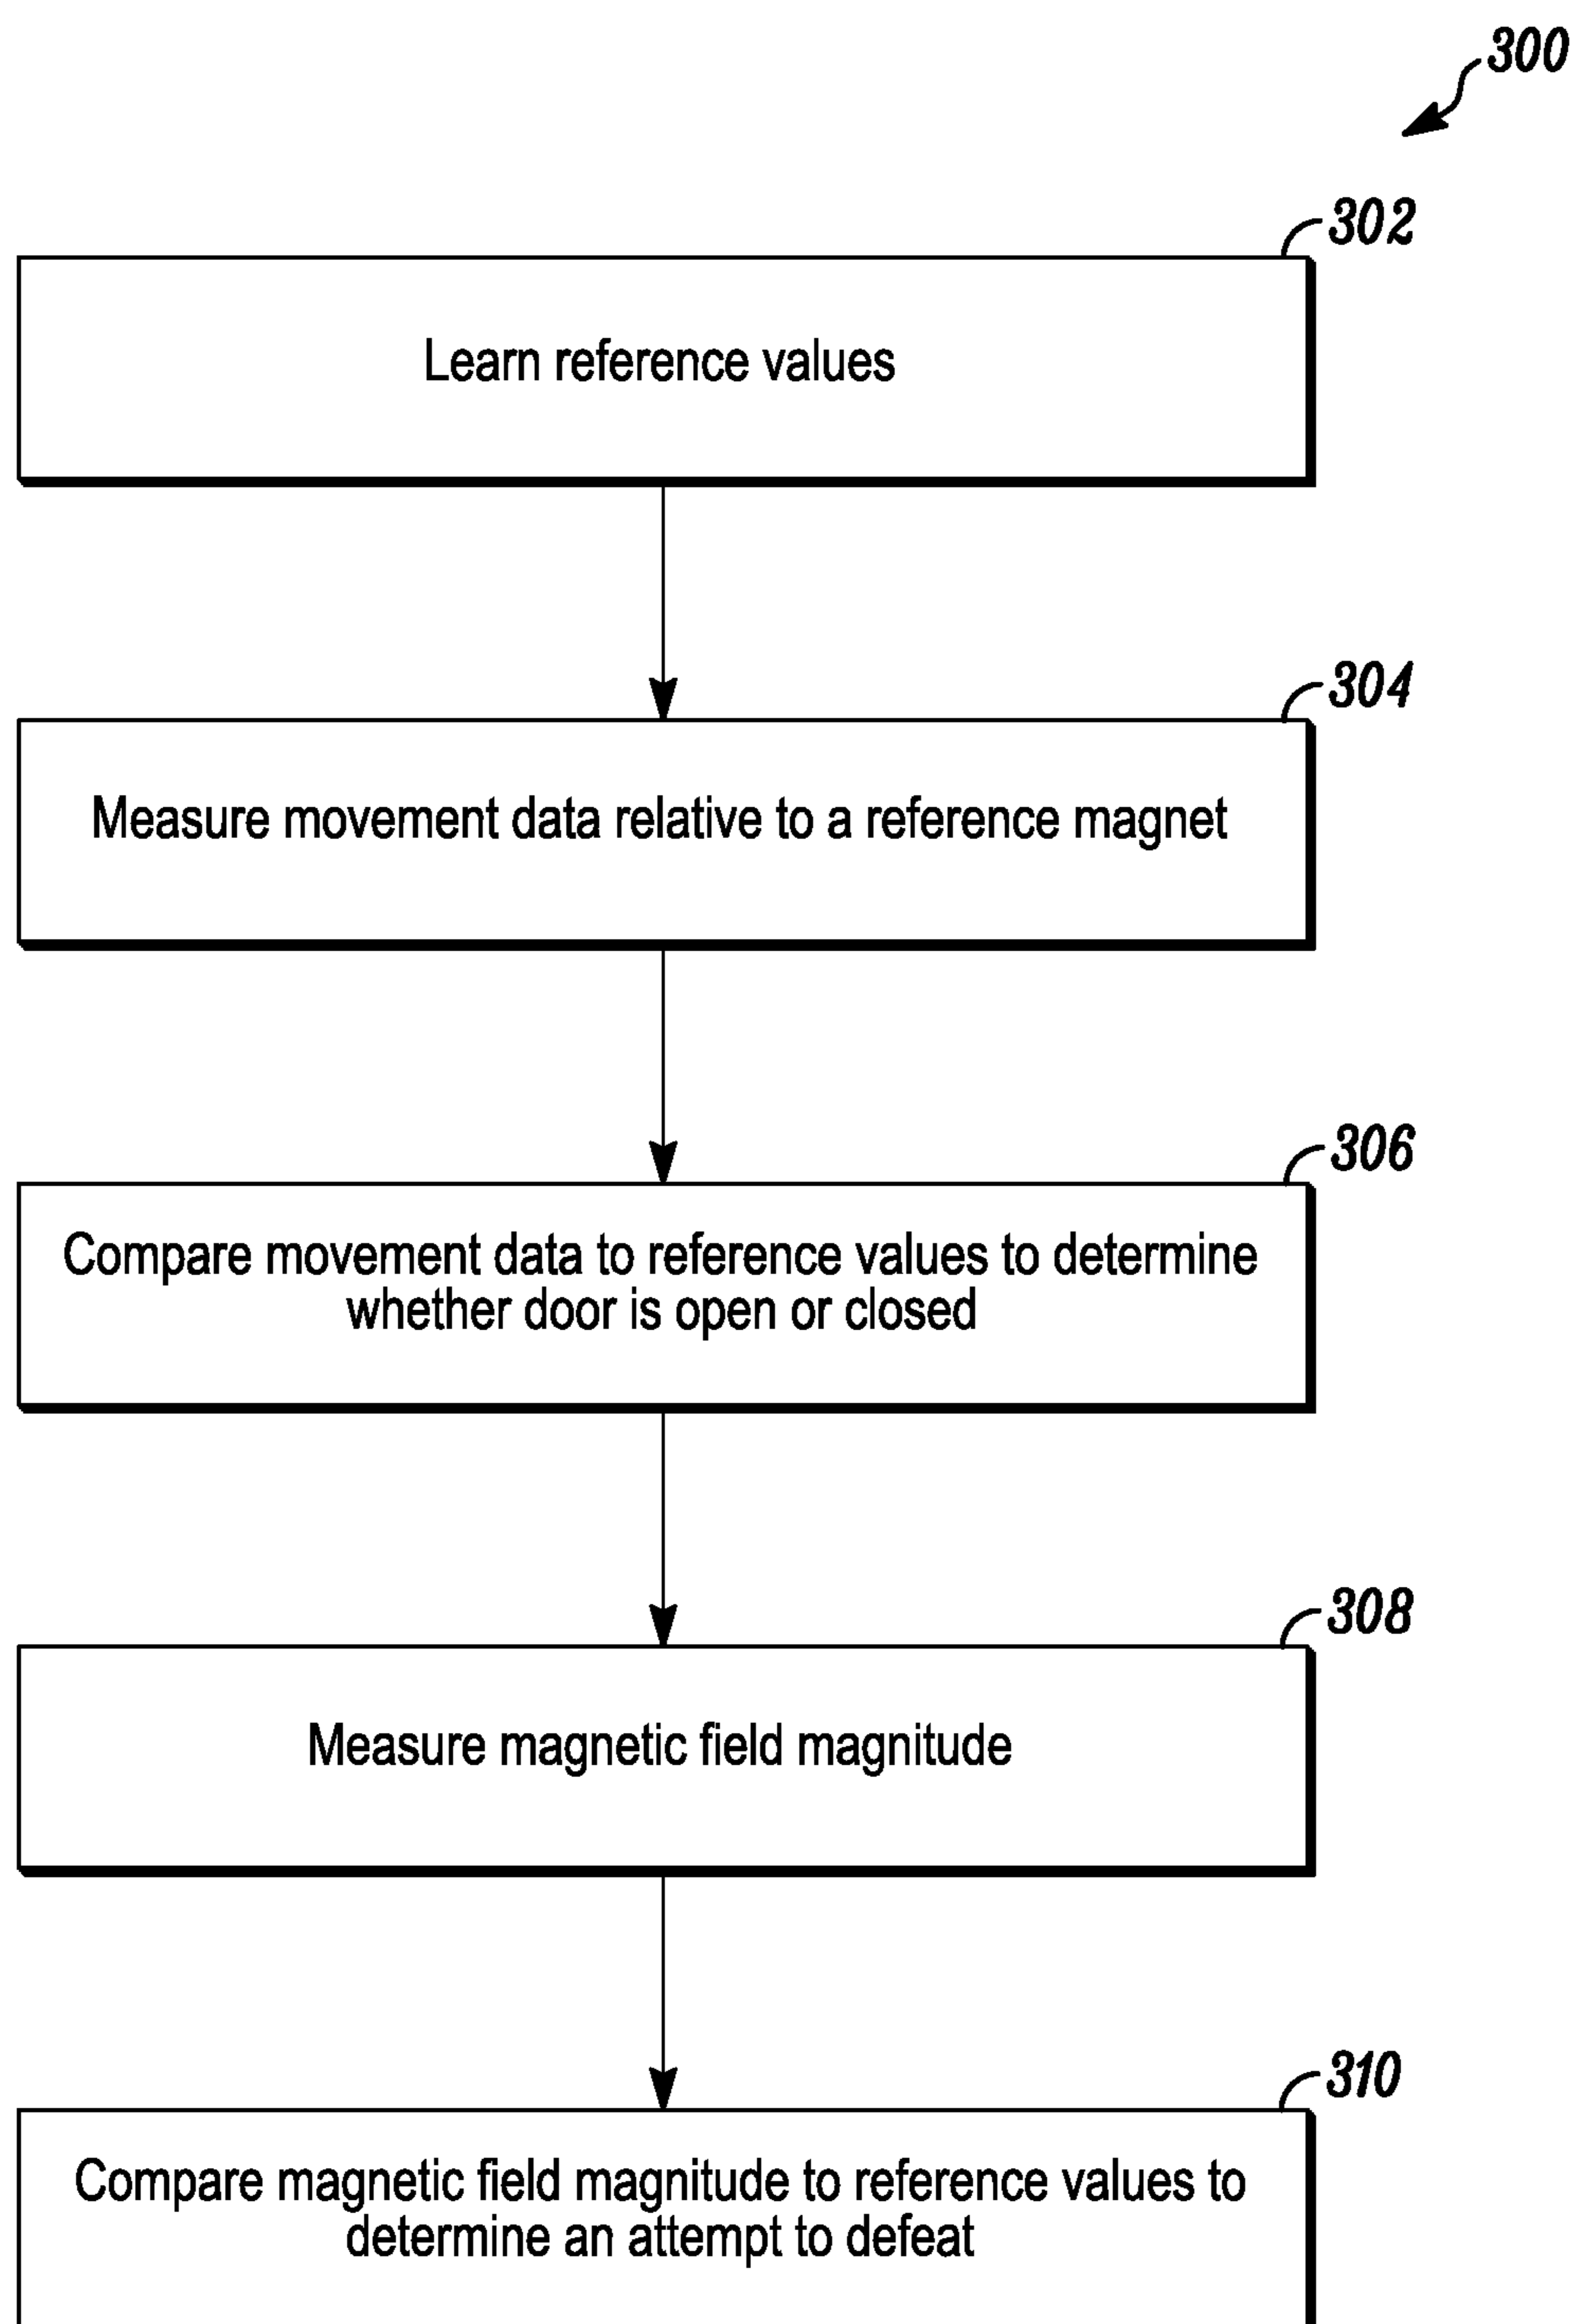 300
302
Learn reference values
304
Measure movement data relative to a reference magnet
306
Compare movement data to reference values to determine
whether door is open or closed
308
Measure magnetic field magnitude
310
Compare magnetic field magnitude to reference values to
determine an attempt to defeat